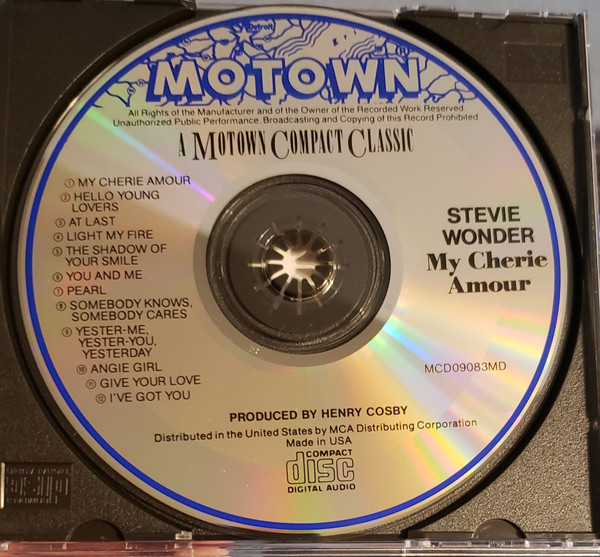 Detroit
MOTOWN
®
All Rights of the Manufacturer and of the Owner of the Recorded Work Reserved
Unauthorized Public Performance, Broadcasting and Copying of this Record Prohibited
A MOTOWN COMPACT CLASSIC
① MY CHERIE AMOUR
② HELLO YOUNG
LOVERS
③ AT LAST
④ LIGHT MY FIRE
⑤ THE SHADOW OF
YOUR SMILE
⑥ YOU AND ME
⑦ PEARL
⑧ SOMEBODY KNOWS,
SOMEBODY CARES
⑨ YESTER-ME,
YESTER-YOU,
YESTERDAY
⑩ ANGIE GIRL
⑪ GIVE YOUR LOVE
⑫ I'VE GOT YOU
STEVIE
WONDER
My Cherie
Amour
MCD09083MD
PRODUCED BY HENRY COSBY
Distributed in the United States by MCA Distributing Corporation
Made in USA
COMPACT
disc
DIGITAL AUDIO